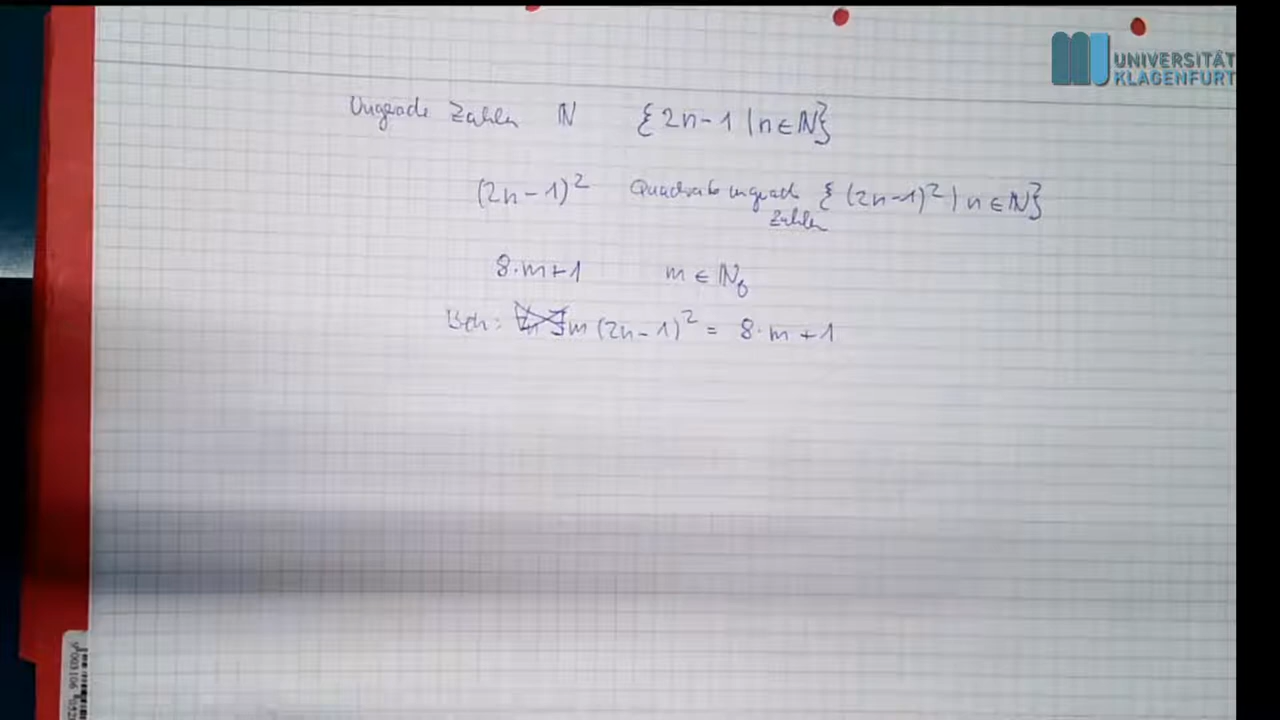 UNIVERSITÄT
KLAGENFURT
Ungerade Zahlen ℕ {2n-1 | n∈ℕ}
(2n-1)² Quadrate ungerad {(2n-1)² | n∈ℕ}
Zahlen
8·m+1 m∈ℕ₀
Beh: m (2n-1)² = 8·m+1